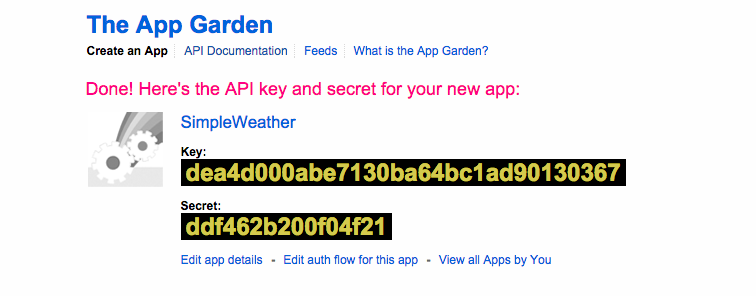 The App Garden
Create an App API Documentation Feeds What is the App Garden?
Done! Here's the API key and secret for your new app:
SimpleWeather
Key:
dea4d000abe7130ba64bc1ad90130367
Secret:
ddf462b200f04f21
Edit app details - Edit auth flow for this app - View all Apps by You